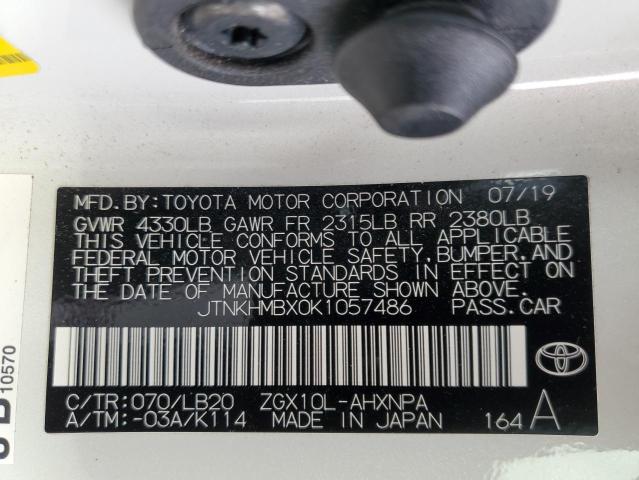 MFD.BY:TOYOTA MOTOR CORPORATION 07/19
GVWR 4330LB GAWR FR 2315LB RR 2380LB
THIS VEHICLE CONFORMS TO ALL APPLICABLE
FEDERAL MOTOR VEHICLE SAFETY,BUMPER,AND
THEFT PREVENTION STANDARDS IN EFFECT ON
THE DATE OF MANUFACTURE SHOWN ABOVE.
JTNKHMBX0K1057486 PASS.CAR
C/TR:070/LB20 ZGX10L-AHXNPA
A/TM:-03A/K114 MADE IN JAPAN 164 A
10570